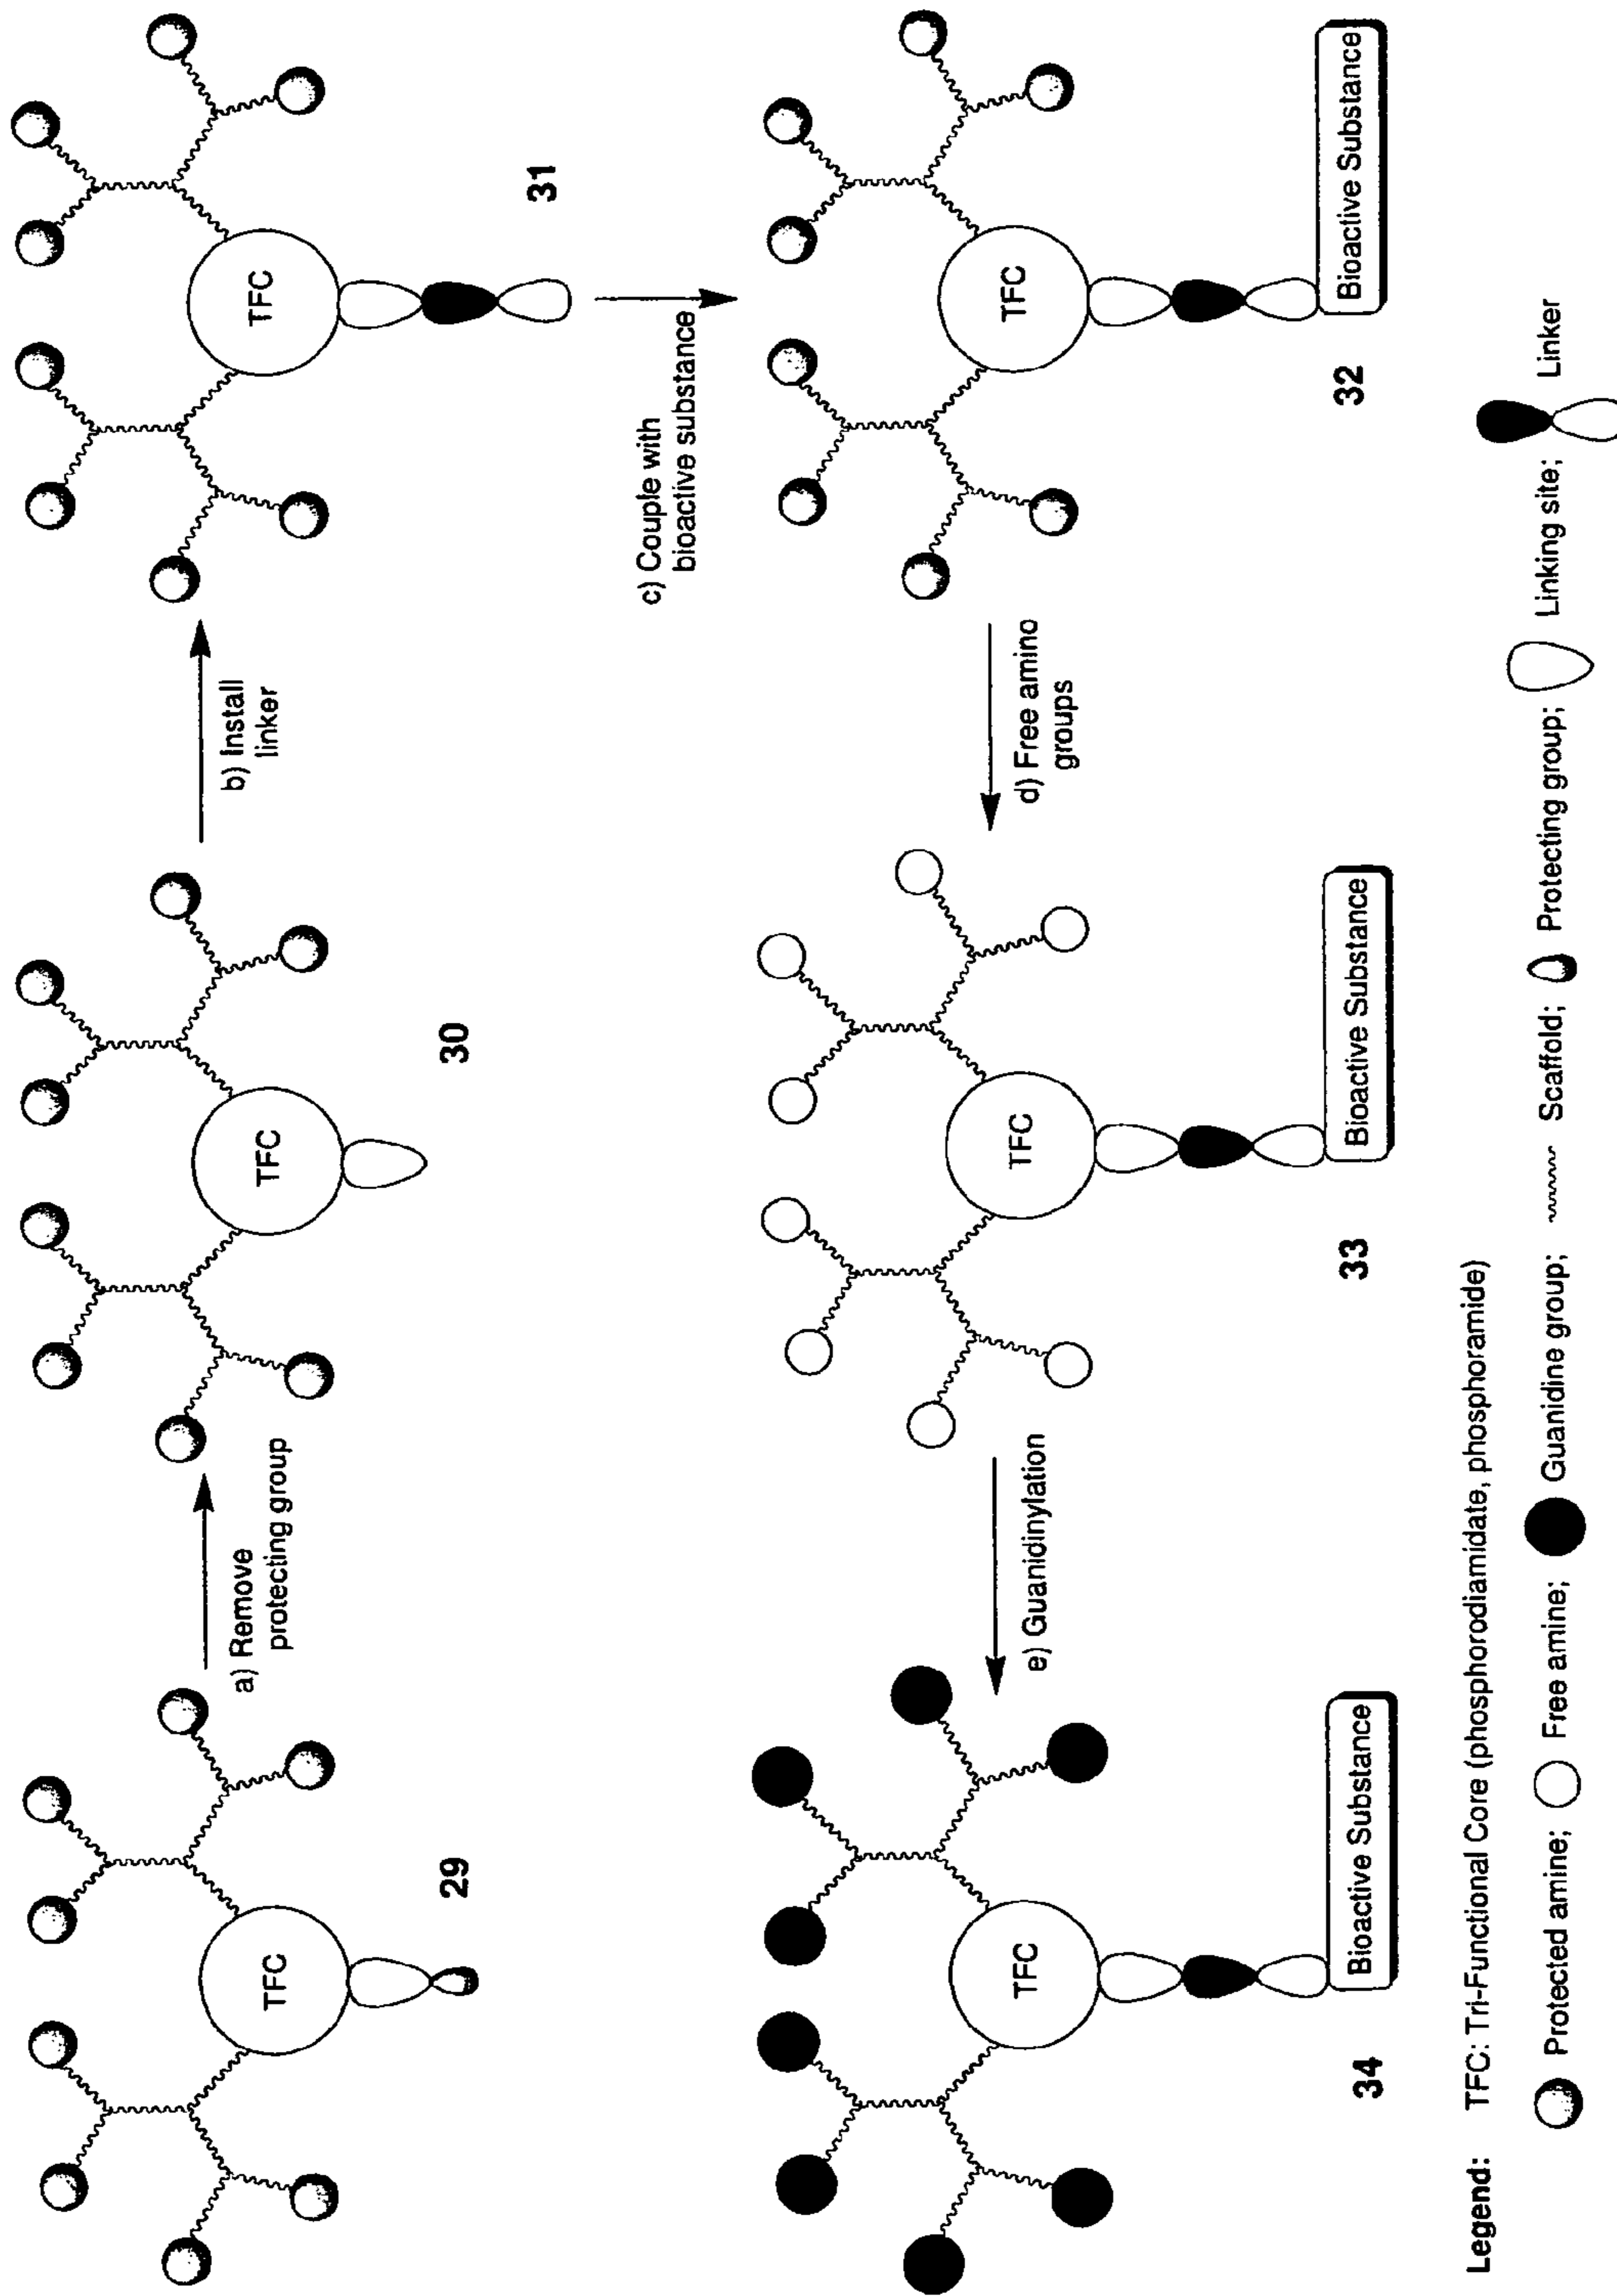 TFC
29
a) Remove
protecting group
TFC
30
b) Install
linker
TFC
31
c) Couple with
bioactive substance
TFC
Bioactive Substance
32
d) Free amino
groups
TFC
Bioactive Substance
33
e) Guanidinylation
TFC
Bioactive Substance
34
Legend: TFC: Tri-Functional Core (phosphorodiamidate, phosphoramide)
Protected amine; Free amine; Guanidine group; Scaffold; Protecting group; Linking site; Linker